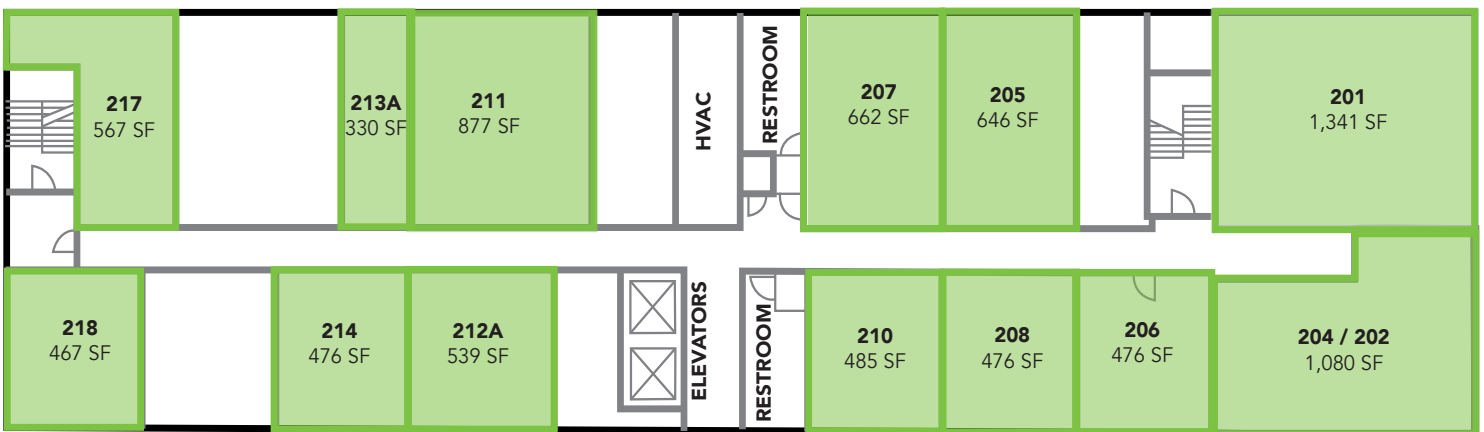 217
567 SF
213A
330 SF
211
877 SF
HVAC
RESTROOM
207
662 SF
205
646 SF
201
1,341 SF
218
467 SF
214
476 SF
212A
539 SF
ELEVATORS
RESTROOM
210
485 SF
208
476 SF
206
476 SF
204 / 202
1,080 SF